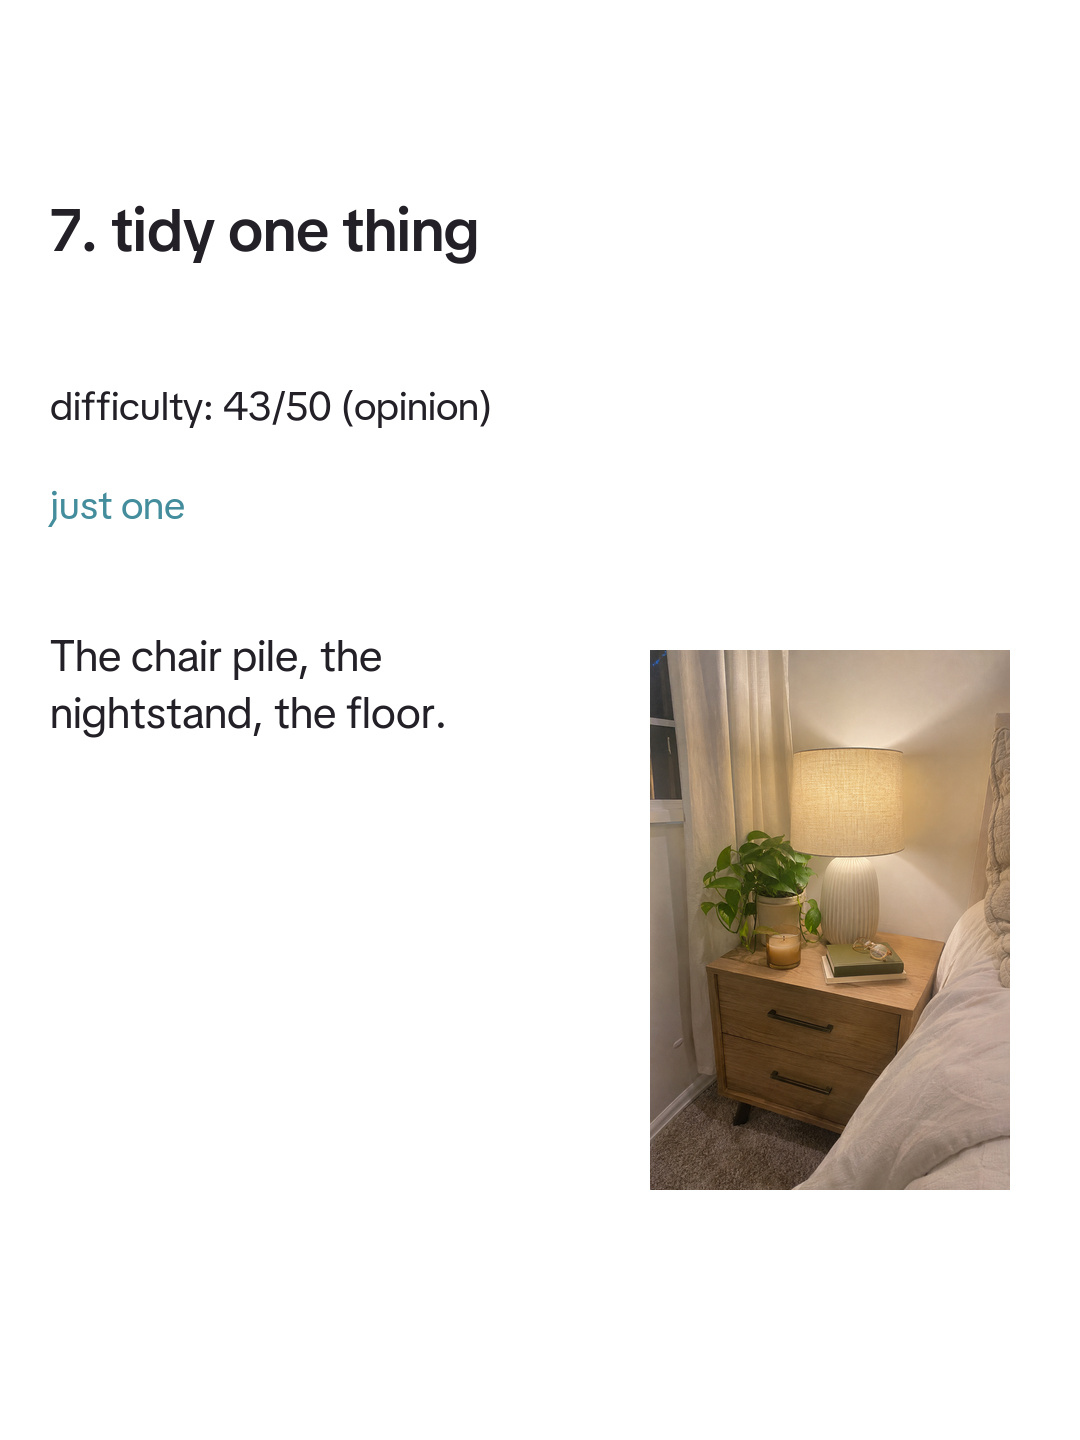 7. tidy one thing
difficulty: 43/50 (opinion)
just one
The chair pile, the
nightstand, the floor.